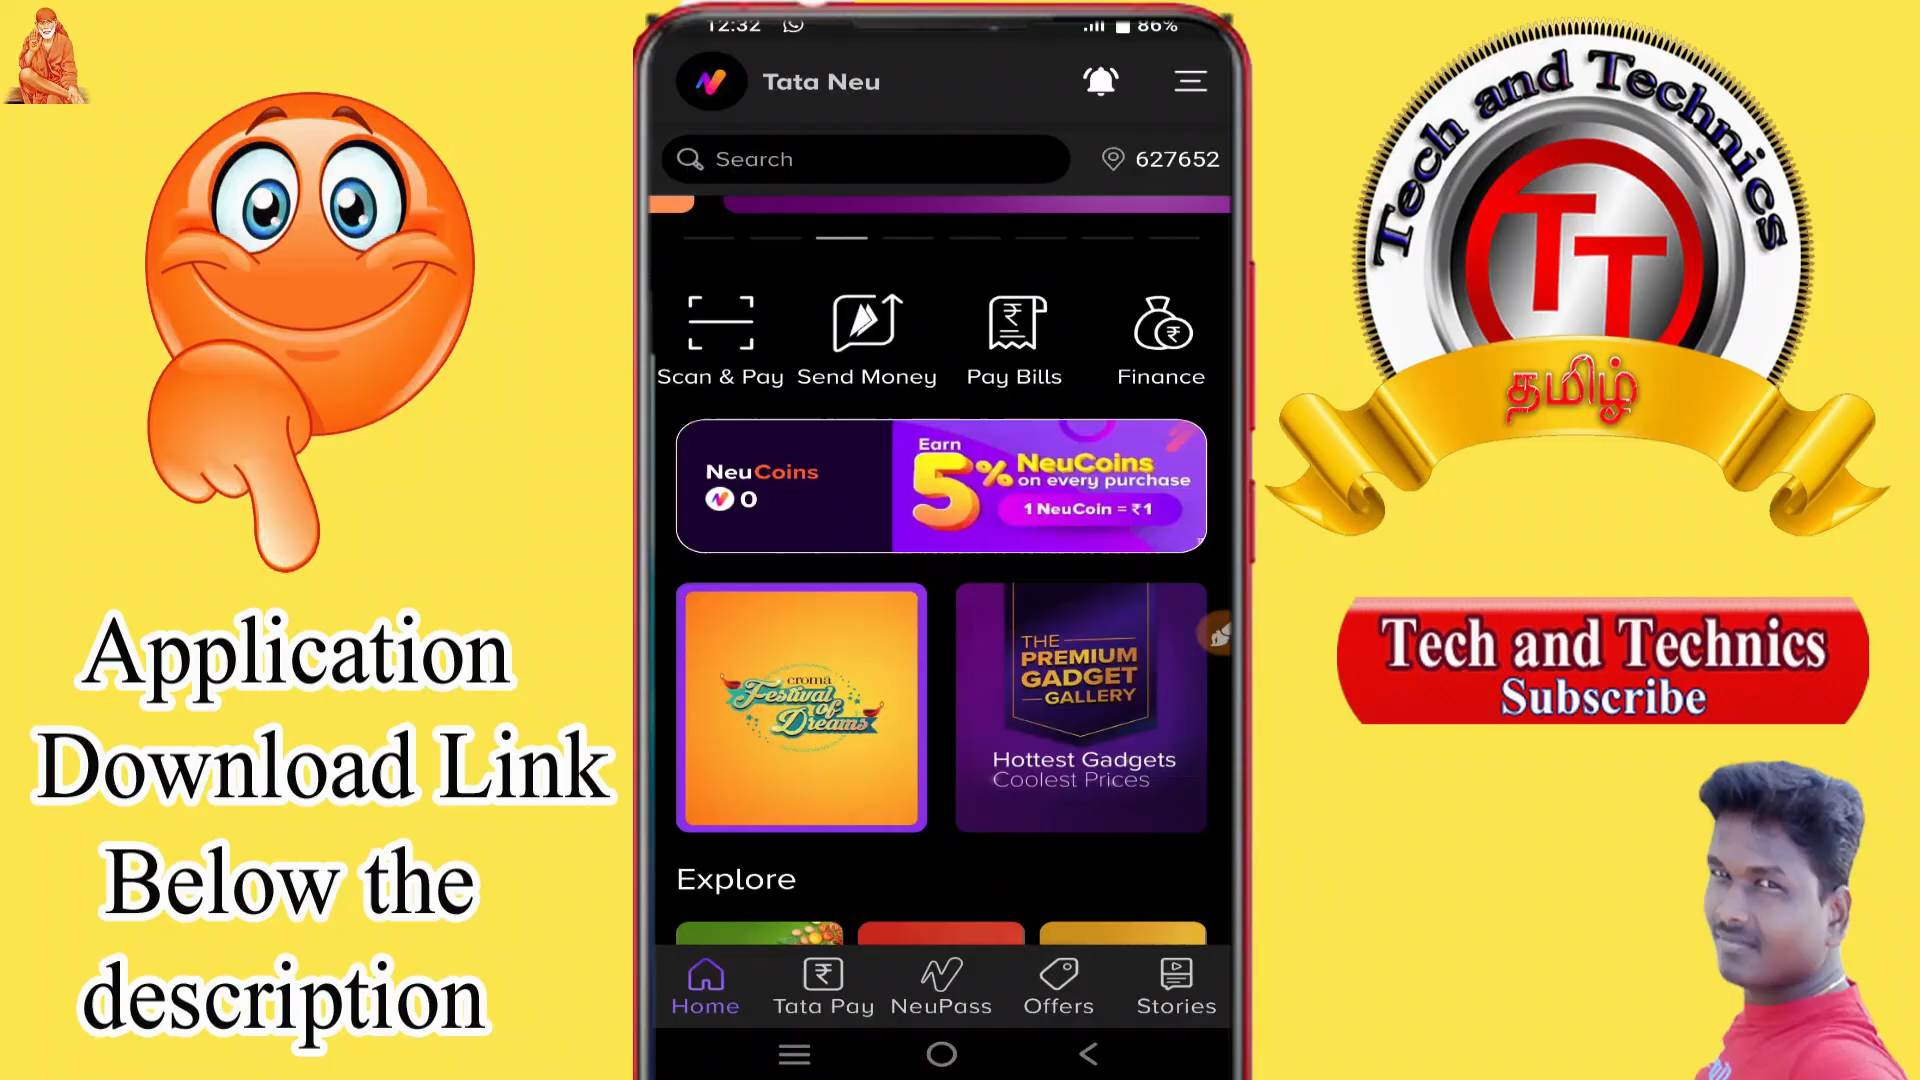 12:32 86%
Tata Neu
Search
627652
Scan & Pay Send Money Pay Bills Finance
NeuCoins
0
Earn
5% NeuCoins
on every purchase
1 NeuCoin = ₹1
croma
Festival
of
Dreams
THE
PREMIUM
GADGET
GALLERY
Hottest Gadgets
Coolest Prices
Explore
Home Tata Pay NeuPass Offers Stories
Application
Download Link
Below the
description
Tech and Technics
TT
தமிழ்
Tech and Technics
Subscribe